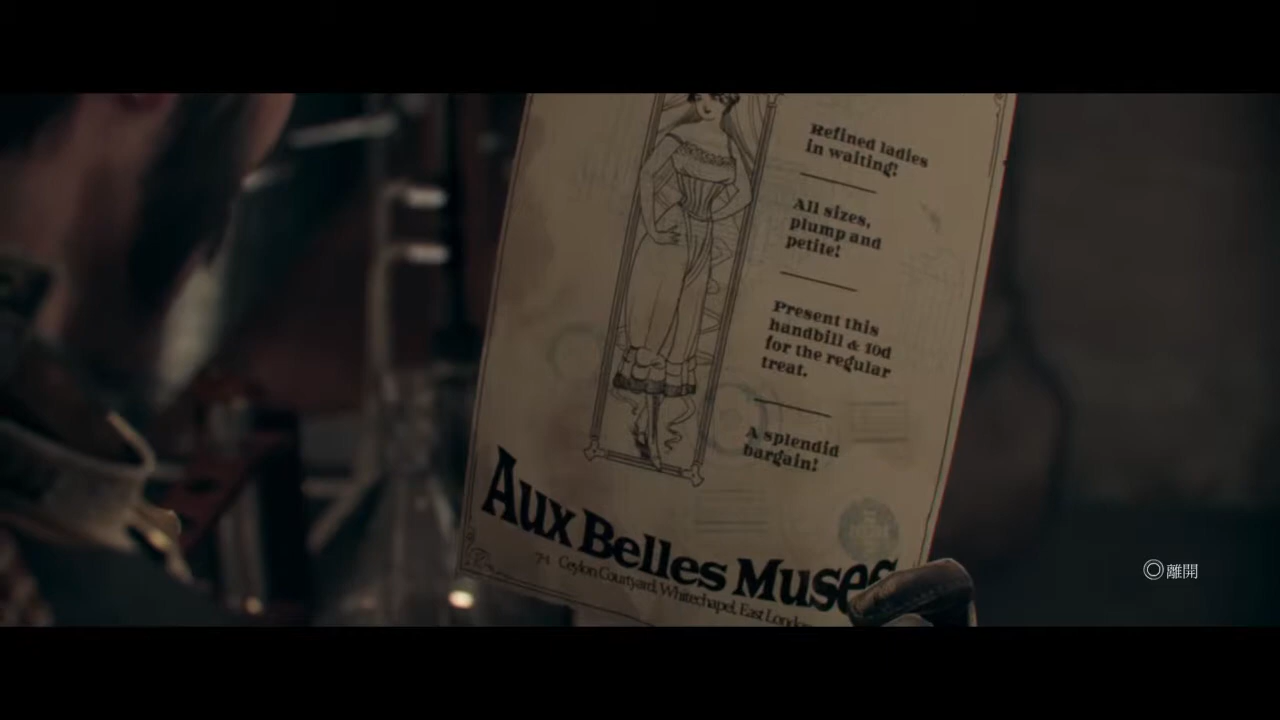 Refined ladies
in waiting!
All sizes,
plump and
petite!
Present this
handbill & 10d
for the regular
treat.
A splendid
bargain!
Aux Belles Muses
Ceylon Courtyard, Whitechapel, East London
離開